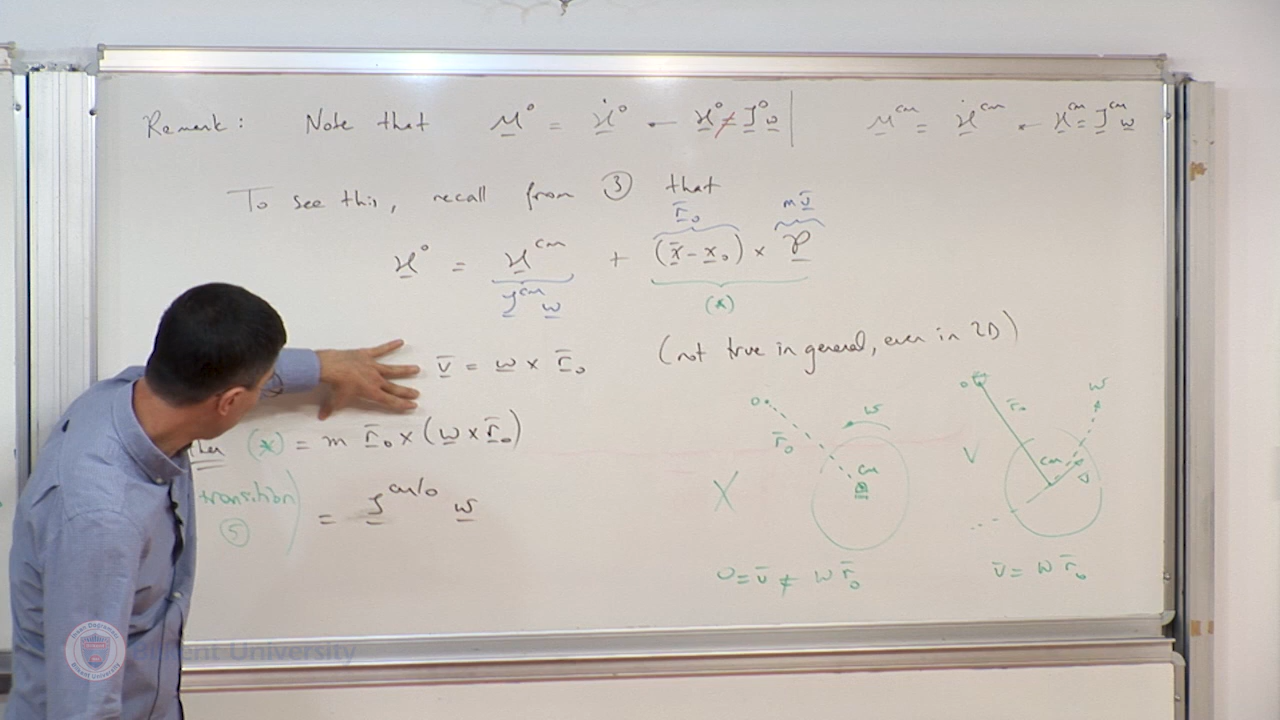 Remark: Note that M° = Ḣ° ← H° ≠ J° ω | M^cm = Ḣ^cm ← H^cm = J^cm ω
To see this, recall from ③ that
r̄₀ m v̄
H° = H^cm + (x̄ - x₀) × P
J^cm ω (*)
v̄ = ω × r̄₀ (not true in general, even in 2D)
then (*) = m r̄₀ × (ω × r̄₀)
transition) = J^cm/o ω
⑤
o r̄₀ ω cm
X
0 = v̄ ≠ ω r̄₀
o r̄₀ ω cm v̄
V
v̄ = ω r̄₀
Bilkent University